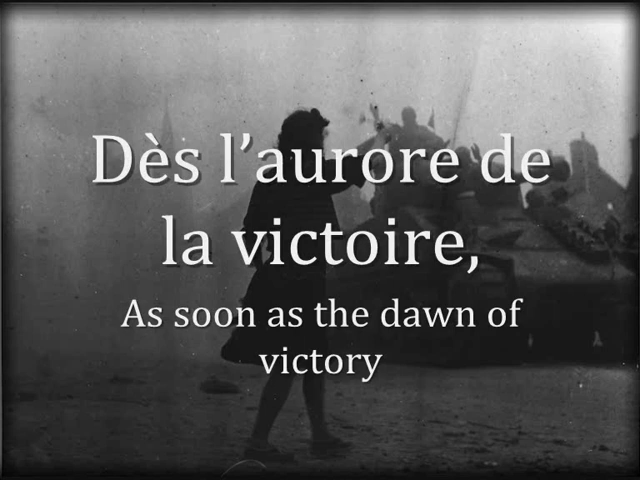 Dès l’aurore de
la victoire,
As soon as the dawn of
victory